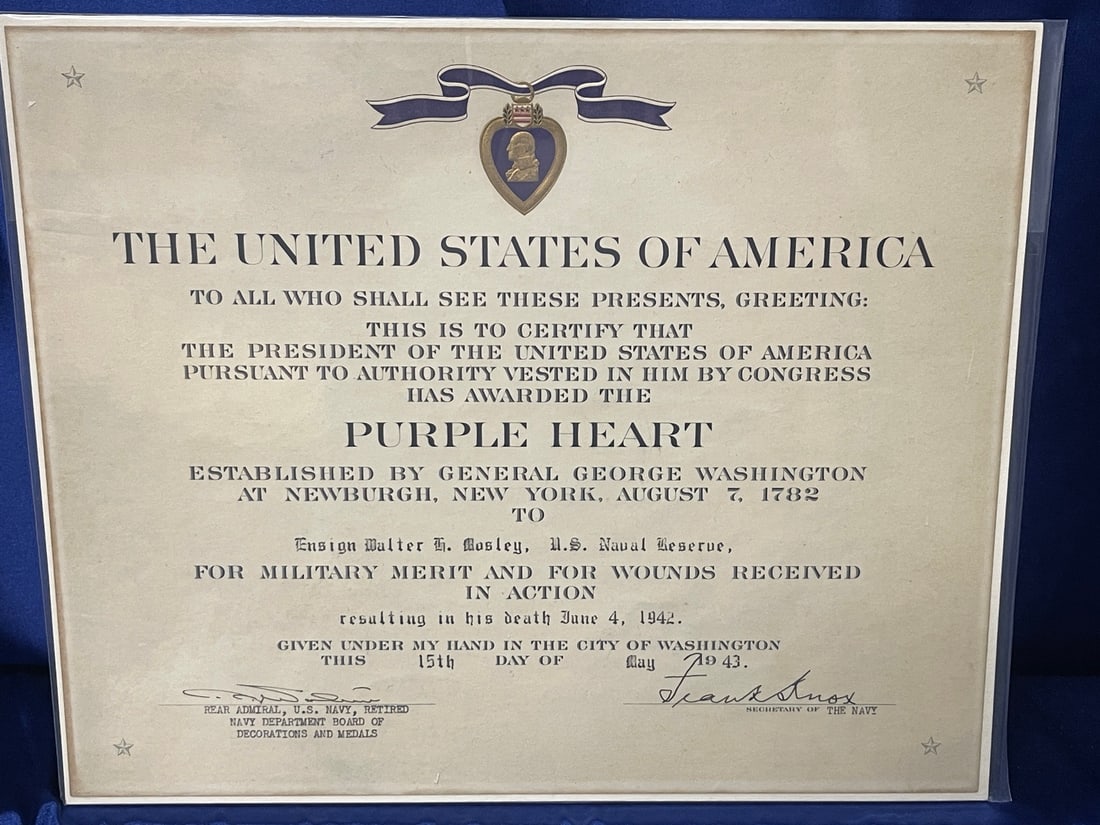 THE UNITED STATES OF AMERICA
TO ALL WHO SHALL SEE THESE PRESENTS, GREETING:
THIS IS TO CERTIFY THAT
THE PRESIDENT OF THE UNITED STATES OF AMERICA
PURSUANT TO AUTHORITY VESTED IN HIM BY CONGRESS
HAS AWARDED THE
PURPLE HEART
ESTABLISHED BY GENERAL GEORGE WASHINGTON
AT NEWBURGH, NEW YORK, AUGUST 7, 1782
TO
Ensign Walter H. Mosley, U.S. Naval Reserve,
FOR MILITARY MERIT AND FOR WOUNDS RECEIVED
IN ACTION
resulting in his death June 4, 1942.
GIVEN UNDER MY HAND IN THE CITY OF WASHINGTON
THIS 15th DAY OF May 1943.
Frank Knox
REAR ADMIRAL, U.S. NAVY, RETIRED SECRETARY OF THE NAVY
NAVY DEPARTMENT BOARD OF
DECORATIONS AND MEDALS